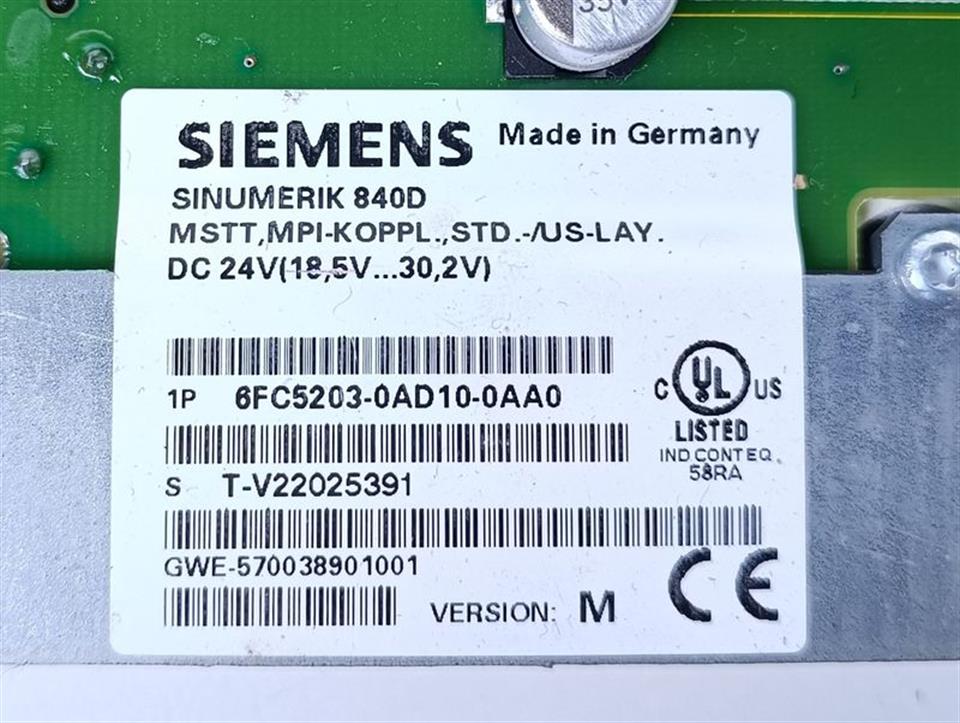 35V
SIEMENS Made in Germany
SINUMERIK 840D
MSTT,MPI-KOPPL.,STD.-/US-LAY.
DC 24V(18,5V...30,2V)
1P 6FC5203-0AD10-0AA0
C UL US
LISTED
IND CONT EQ
58RA
S T-V22025391
GWE-570038901001
VERSION: M
CE